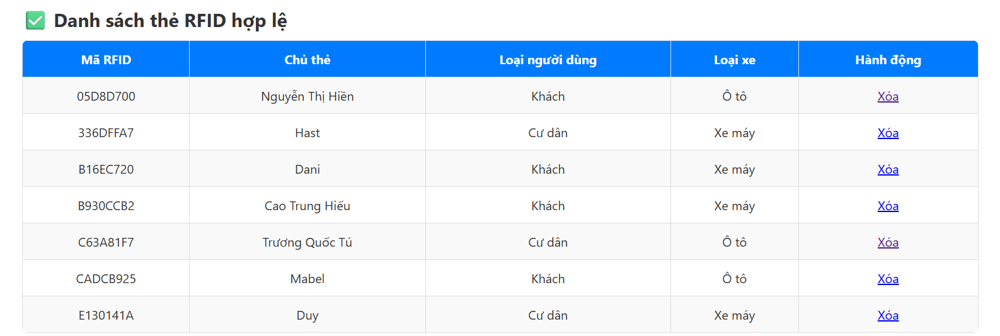 ✅ Danh sách thẻ RFID hợp lệ
Mã RFID Chủ thẻ Loại người dùng Loại xe Hành động
05D8D700 Nguyễn Thị Hiền Khách Ô tô Xóa
336DFFA7 Hast Cư dân Xe máy Xóa
B16EC720 Dani Khách Xe máy Xóa
B930CCB2 Cao Trung Hiếu Khách Xe máy Xóa
C63A81F7 Trương Quốc Tú Cư dân Ô tô Xóa
CADCB925 Mabel Khách Ô tô Xóa
E130141A Duy Cư dân Xe máy Xóa